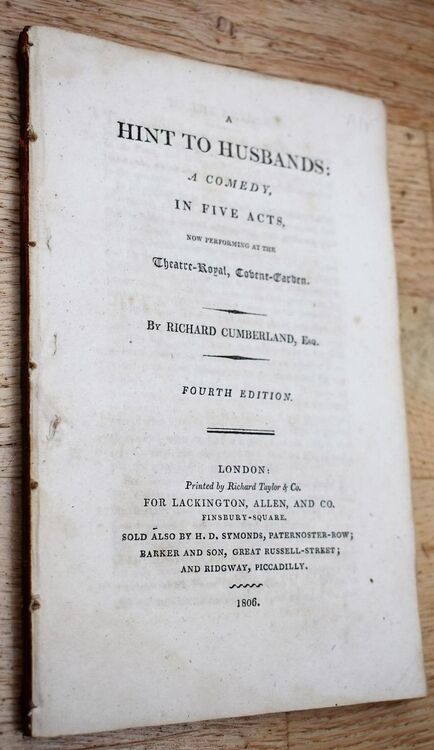 A
HINT TO HUSBANDS:
A COMEDY,
IN FIVE ACTS,
NOW PERFORMING AT THE
Theatre-Royal, Covent-Garden.
By RICHARD CUMBERLAND, Esq.
FOURTH EDITION.
LONDON:
Printed by Richard Taylor & Co.
FOR LACKINGTON, ALLEN, AND CO.
FINSBURY-SQUARE.
SOLD ALSO BY H. D. SYMONDS, PATERNOSTER-ROW;
BARKER AND SON, GREAT RUSSELL-STREET;
AND RIDGWAY, PICCADILLY.
1806.